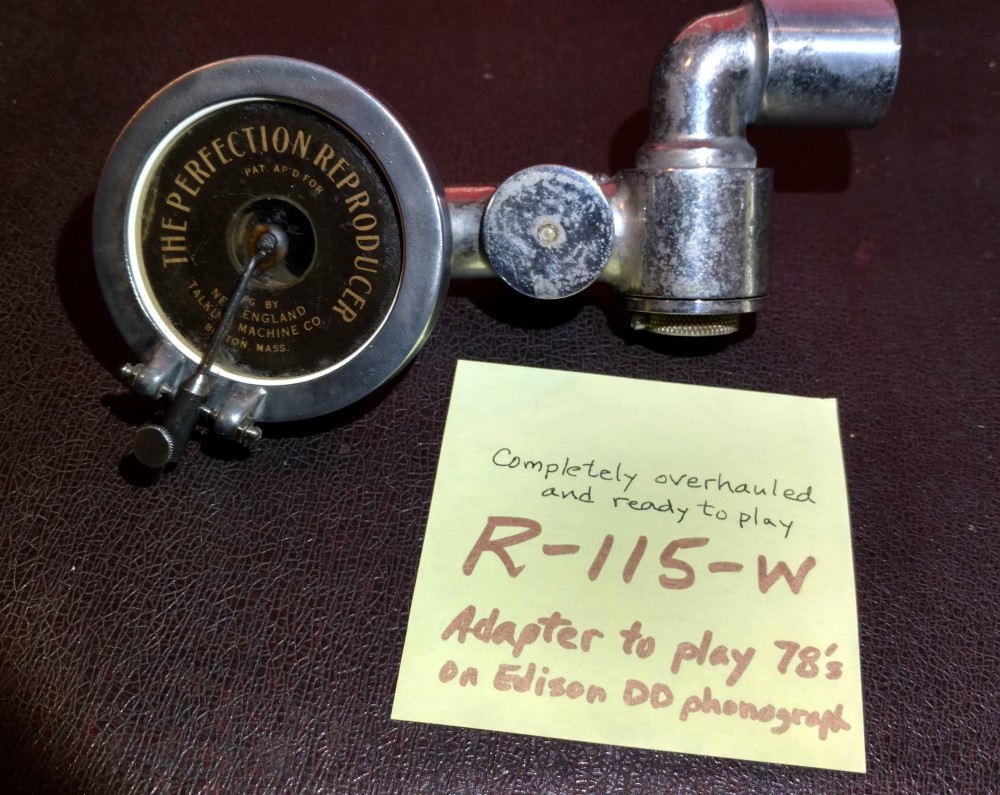 THE PERFECTION REPRODUCER
PAT. AP'D FOR
BY
ENGLAND
MACHINE CO.
MASS.
Completely overhauled
and ready to play
R-115-W
Adapter to play 78's
on Edison DD phonograph